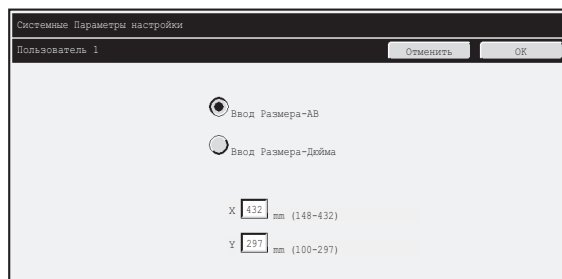 Системные Параметры настройки
Пользователь 1 Отменить OK
Ввод Размера-AB
Ввод Размера-Дюйма
X 432 mm (148-432)
Y 297 mm (100-297)